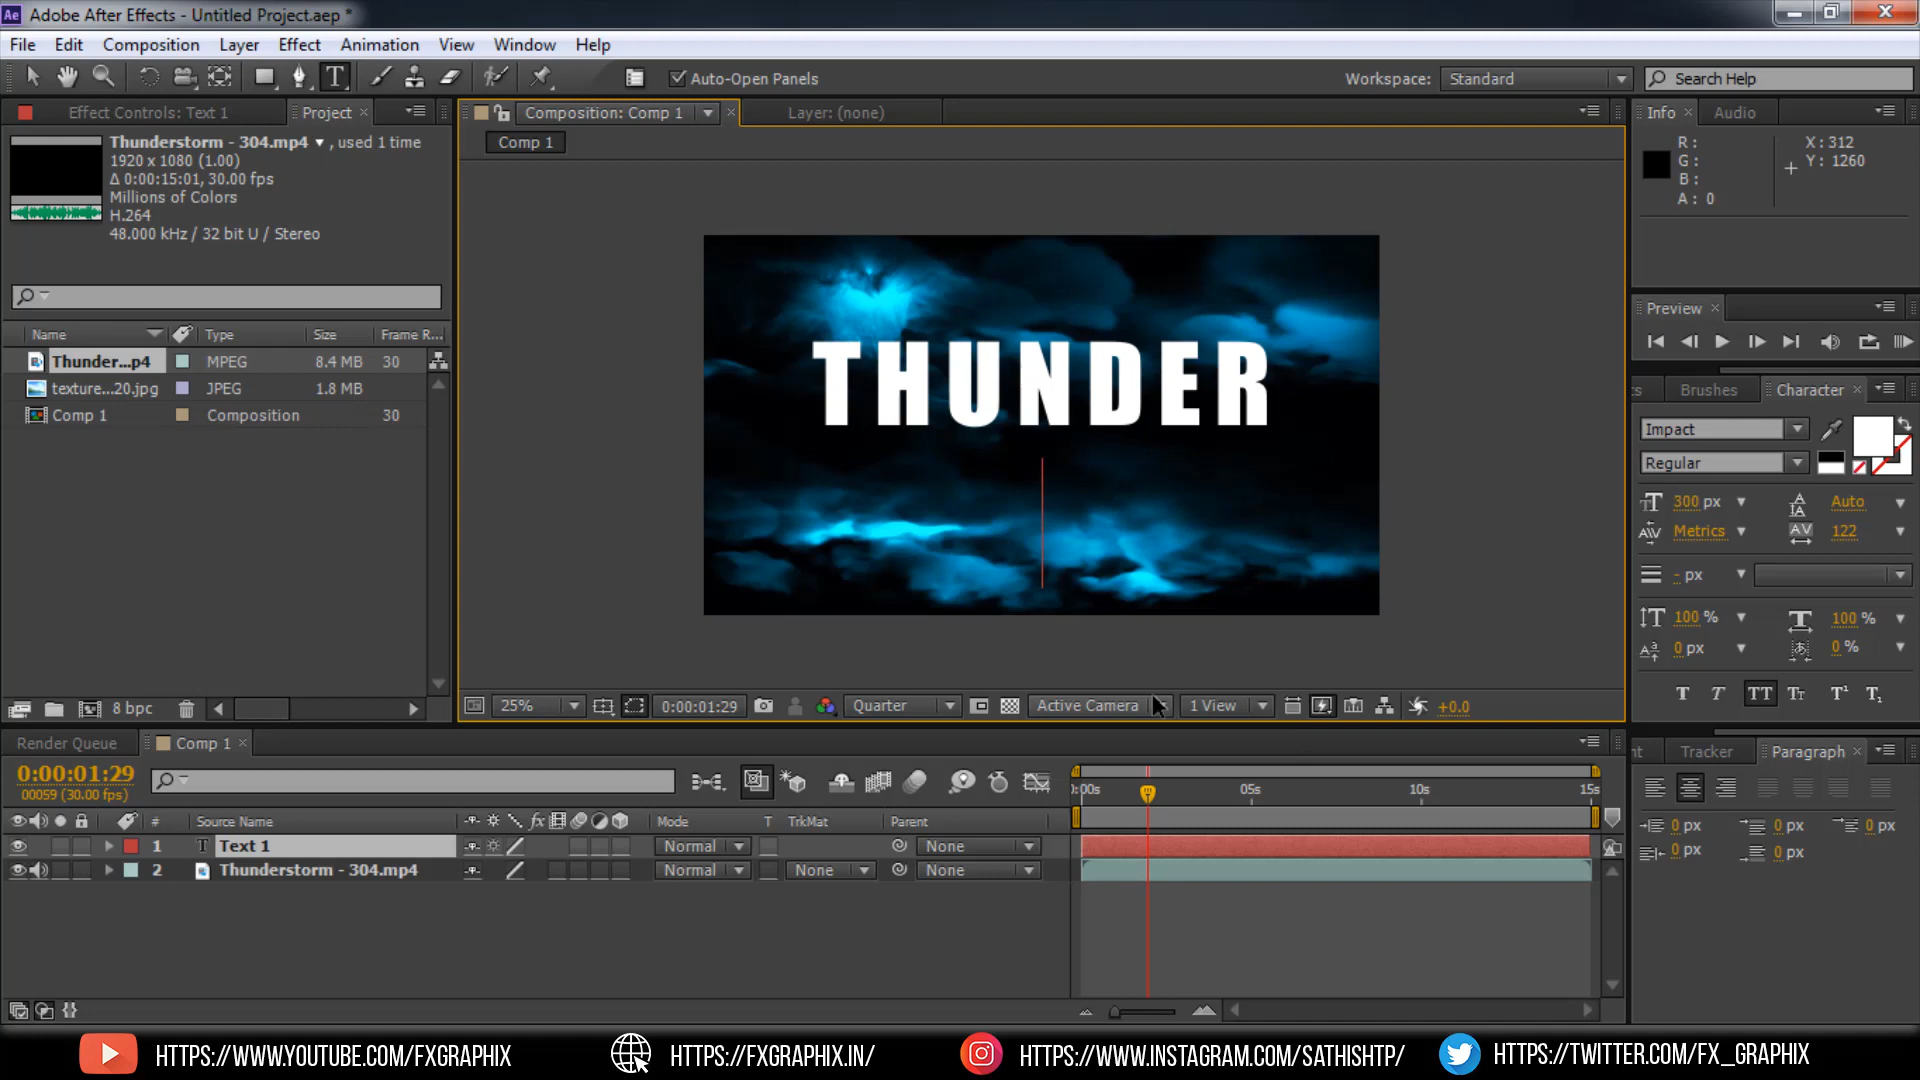 Ae Adobe After Effects - Untitled Project.aep *
File Edit Composition Layer Effect Animation View Window Help
Auto-Open Panels
Workspace: Standard
Search Help
Effect Controls: Text 1
Project
Thunderstorm - 304.mp4 , used 1 time
1920 x 1080 (1.00)
Δ 0:00:15:01, 30.00 fps
Millions of Colors
H.264
48.000 kHz / 32 bit U / Stereo
Name Type Size Frame R...
Thunder...p4 MPEG 8.4 MB 30
texture...20.jpg JPEG 1.8 MB
Comp 1 Composition 30
8 bpc
Composition: Comp 1
Layer: (none)
Comp 1
THUNDER
25% 0:00:01:29 Quarter Active Camera 1 View +0.0
Info Audio
R :
G :
B :
A : 0
X : 312
Y : 1260
Preview
Brushes Character
Impact
Regular
300 px Auto
Metrics 122
- px
100 % 100 %
0 px 0 %
T T TT TT T¹ T₁
Render Queue Comp 1
0:00:01:29
00059 (30.00 fps)
# Source Name fx Mode T TrkMat Parent
1 T Text 1 Normal None
2 Thunderstorm - 304.mp4 Normal None None
):00s 05s 10s 15s
nt Tracker Paragraph
0 px 0 px 0 px
0 px 0 px
HTTPS://WWW.YOUTUBE.COM/FXGRAPHIX
HTTPS://FXGRAPHIX.IN/
HTTPS://WWW.INSTAGRAM.COM/SATHISHTP/
HTTPS://TWITTER.COM/FX_GRAPHIX